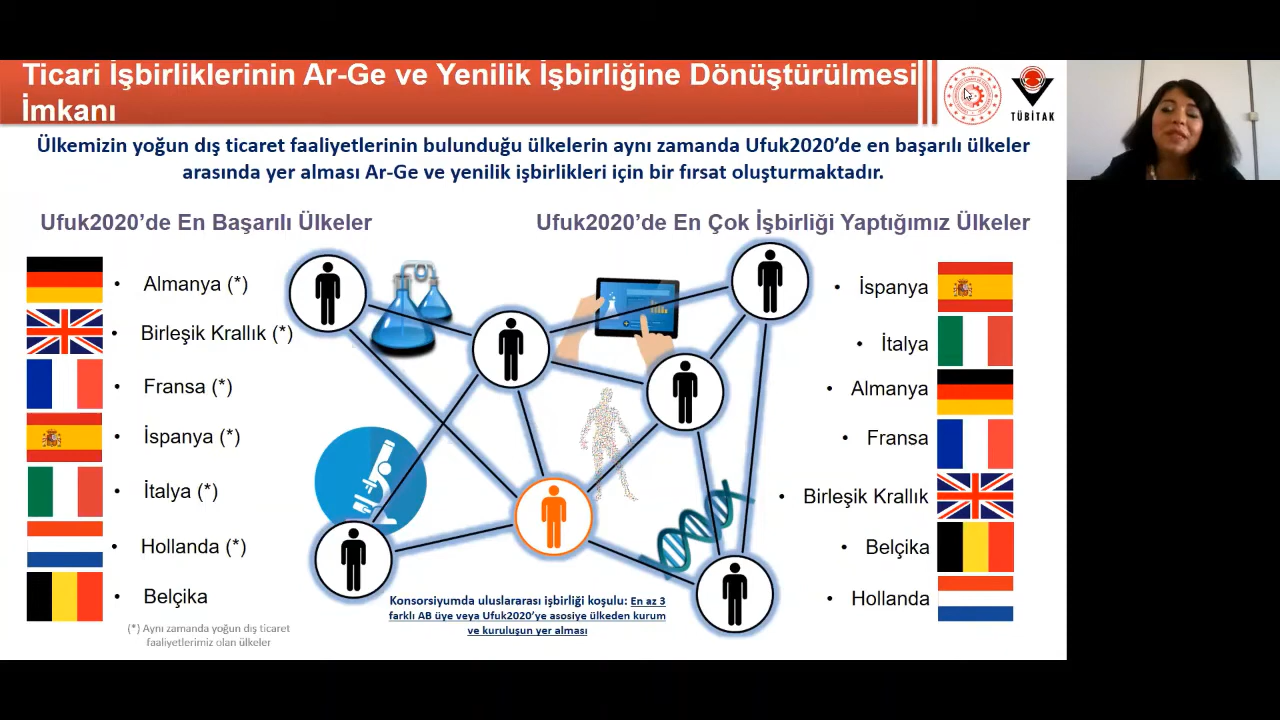 Ticari İşbirliklerinin Ar-Ge ve Yenilik İşbirliğine Dönüştürülmesi
İmkanı
TÜBİTAK
Ülkemizin yoğun dış ticaret faaliyetlerinin bulunduğu ülkelerin aynı zamanda Ufuk2020’de en başarılı ülkeler
arasında yer alması Ar-Ge ve yenilik işbirlikleri için bir fırsat oluşturmaktadır.
Ufuk2020’de En Başarılı Ülkeler
• Almanya (*)
• Birleşik Krallık (*)
• Fransa (*)
• İspanya (*)
• İtalya (*)
• Hollanda (*)
• Belçika
(*) Aynı zamanda yoğun dış ticaret
faaliyetlerimiz olan ülkeler
Ufuk2020’de En Çok İşbirliği Yaptığımız Ülkeler
• İspanya
• İtalya
• Almanya
• Fransa
• Birleşik Krallık
• Belçika
• Hollanda
Konsorsiyumda uluslararası işbirliği koşulu: En az 3
farklı AB üye veya Ufuk2020’ye asosiye ülkeden kurum
ve kuruluşun yer alması